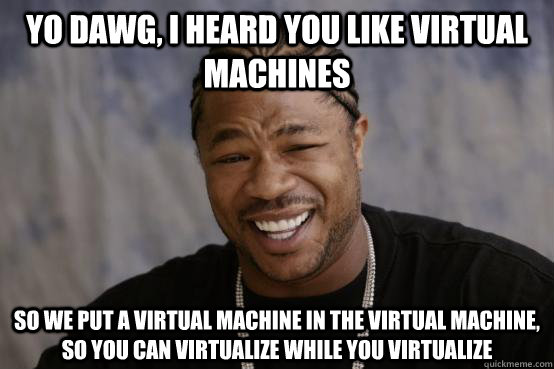 YO DAWG, I HEARD YOU LIKE VIRTUAL
MACHINES
SO WE PUT A VIRTUAL MACHINE IN THE VIRTUAL MACHINE,
SO YOU CAN VIRTUALIZE WHILE YOU VIRTUALIZE
quickmeme.com